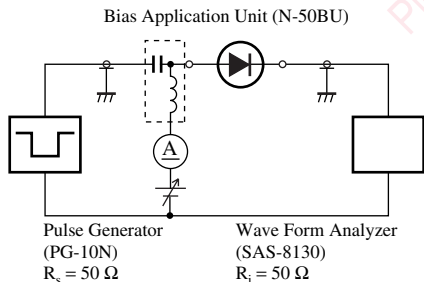 Bias Application Unit (N-50BU)
A
Pulse Generator
(PG-10N)
Rs = 50 Ω
Wave Form Analyzer
(SAS-8130)
Ri = 50 Ω